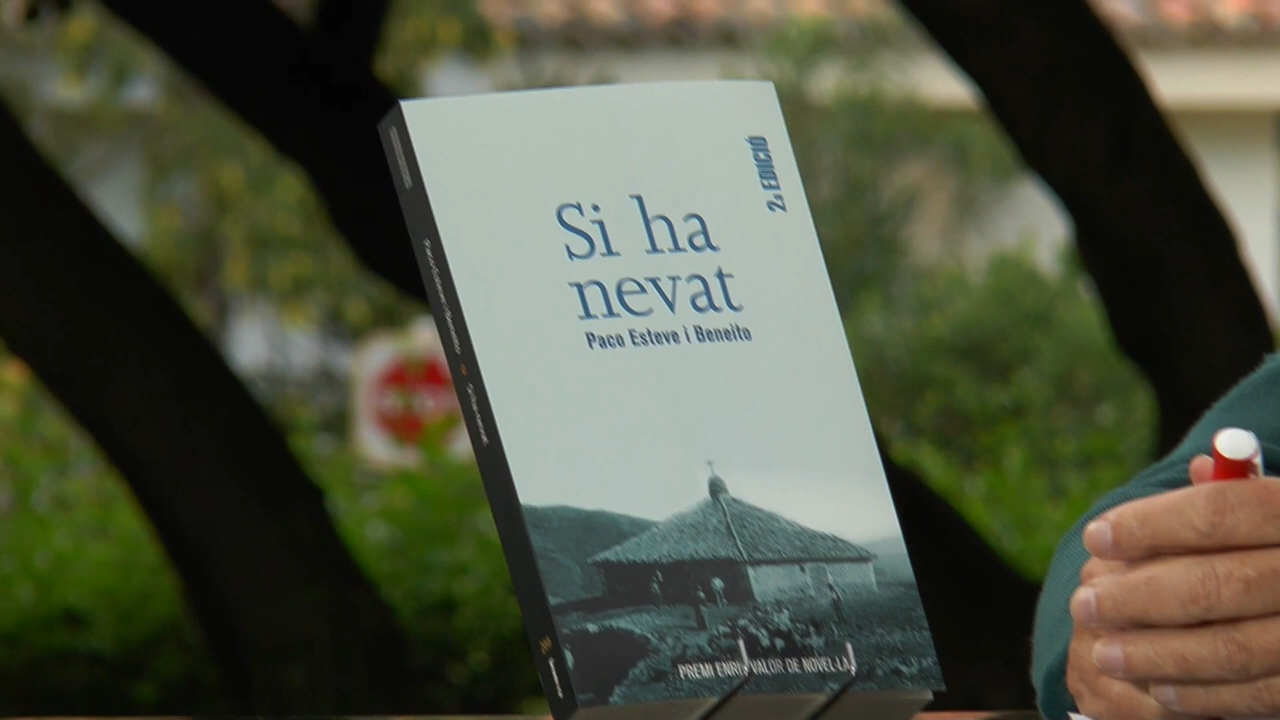 Si ha
nevat
Paco Esteve i Beneito
2a EDICIÓ
PREMI ENRIC VALOR DE NOVEL·LA